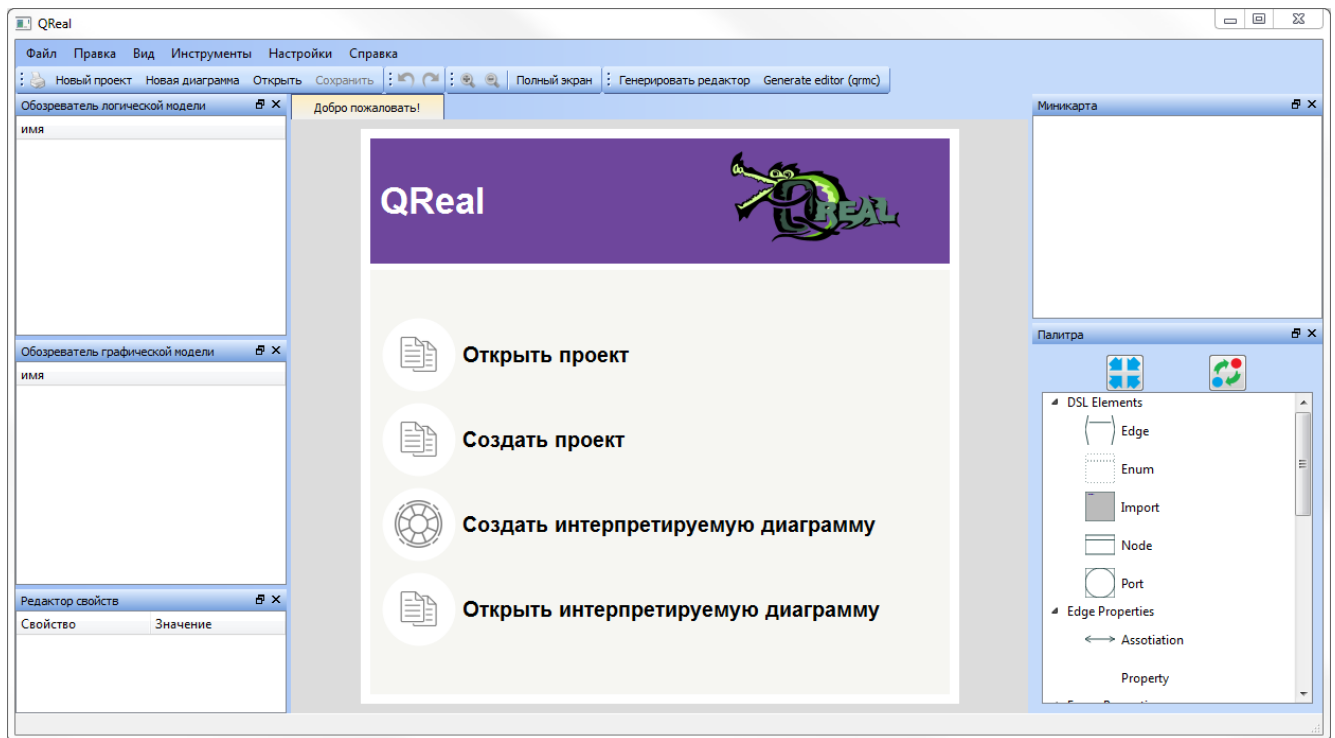 QReal
Файл Правка Вид Инструменты Настройки Справка
Новый проект Новая диаграмма Открыть Сохранить Полный экран Генерировать редактор Generate editor (qrmc)
Обозреватель логической модели
имя
Добро пожаловать!
QReal
QREAL
Открыть проект
Создать проект
Создать интерпретируемую диаграмму
Открыть интерпретируемую диаграмму
Обозреватель графической модели
имя
Редактор свойств
Свойство Значение
Миникарта
Палитра
DSL Elements
Edge
Enum
Import
Node
Port
Edge Properties
Assotiation
Property